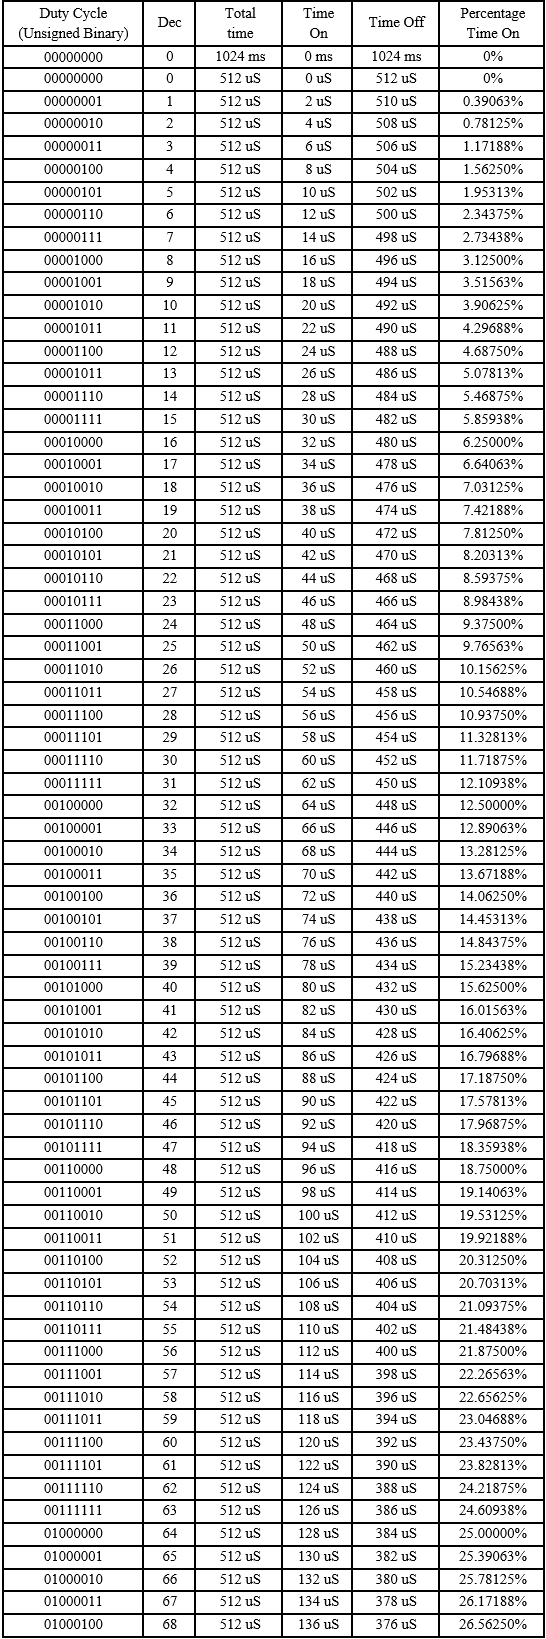 Duty Cycle (Unsigned Binary) Dec Total time Time On Time Off Percentage Time On
00000000 0 1024 ms 0 ms 1024 ms 0%
00000000 0 512 uS 0 uS 512 uS 0%
00000001 1 512 uS 2 uS 510 uS 0.39063%
00000010 2 512 uS 4 uS 508 uS 0.78125%
00000011 3 512 uS 6 uS 506 uS 1.17188%
00000100 4 512 uS 8 uS 504 uS 1.56250%
00000101 5 512 uS 10 uS 502 uS 1.95313%
00000110 6 512 uS 12 uS 500 uS 2.34375%
00000111 7 512 uS 14 uS 498 uS 2.73438%
00001000 8 512 uS 16 uS 496 uS 3.12500%
00001001 9 512 uS 18 uS 494 uS 3.51563%
00001010 10 512 uS 20 uS 492 uS 3.90625%
00001011 11 512 uS 22 uS 490 uS 4.29688%
00001100 12 512 uS 24 uS 488 uS 4.68750%
00001011 13 512 uS 26 uS 486 uS 5.07813%
00001110 14 512 uS 28 uS 484 uS 5.46875%
00001111 15 512 uS 30 uS 482 uS 5.85938%
00010000 16 512 uS 32 uS 480 uS 6.25000%
00010001 17 512 uS 34 uS 478 uS 6.64063%
00010010 18 512 uS 36 uS 476 uS 7.03125%
00010011 19 512 uS 38 uS 474 uS 7.42188%
00010100 20 512 uS 40 uS 472 uS 7.81250%
00010101 21 512 uS 42 uS 470 uS 8.20313%
00010110 22 512 uS 44 uS 468 uS 8.59375%
00010111 23 512 uS 46 uS 466 uS 8.98438%
00011000 24 512 uS 48 uS 464 uS 9.37500%
00011001 25 512 uS 50 uS 462 uS 9.76563%
00011010 26 512 uS 52 uS 460 uS 10.15625%
00011011 27 512 uS 54 uS 458 uS 10.54688%
00011100 28 512 uS 56 uS 456 uS 10.93750%
00011101 29 512 uS 58 uS 454 uS 11.32813%
00011110 30 512 uS 60 uS 452 uS 11.71875%
00011111 31 512 uS 62 uS 450 uS 12.10938%
00100000 32 512 uS 64 uS 448 uS 12.50000%
00100001 33 512 uS 66 uS 446 uS 12.89063%
00100010 34 512 uS 68 uS 444 uS 13.28125%
00100011 35 512 uS 70 uS 442 uS 13.67188%
00100100 36 512 uS 72 uS 440 uS 14.06250%
00100101 37 512 uS 74 uS 438 uS 14.45313%
00100110 38 512 uS 76 uS 436 uS 14.84375%
00100111 39 512 uS 78 uS 434 uS 15.23438%
00101000 40 512 uS 80 uS 432 uS 15.62500%
00101001 41 512 uS 82 uS 430 uS 16.01563%
00101010 42 512 uS 84 uS 428 uS 16.40625%
00101011 43 512 uS 86 uS 426 uS 16.79688%
00101100 44 512 uS 88 uS 424 uS 17.18750%
00101101 45 512 uS 90 uS 422 uS 17.57813%
00101110 46 512 uS 92 uS 420 uS 17.96875%
00101111 47 512 uS 94 uS 418 uS 18.35938%
00110000 48 512 uS 96 uS 416 uS 18.75000%
00110001 49 512 uS 98 uS 414 uS 19.14063%
00110010 50 512 uS 100 uS 412 uS 19.53125%
00110011 51 512 uS 102 uS 410 uS 19.92188%
00110100 52 512 uS 104 uS 408 uS 20.31250%
00110101 53 512 uS 106 uS 406 uS 20.70313%
00110110 54 512 uS 108 uS 404 uS 21.09375%
00110111 55 512 uS 110 uS 402 uS 21.48438%
00111000 56 512 uS 112 uS 400 uS 21.87500%
00111001 57 512 uS 114 uS 398 uS 22.26563%
00111010 58 512 uS 116 uS 396 uS 22.65625%
00111011 59 512 uS 118 uS 394 uS 23.04688%
00111100 60 512 uS 120 uS 392 uS 23.43750%
00111101 61 512 uS 122 uS 390 uS 23.82813%
00111110 62 512 uS 124 uS 388 uS 24.21875%
00111111 63 512 uS 126 uS 386 uS 24.60938%
01000000 64 512 uS 128 uS 384 uS 25.00000%
01000001 65 512 uS 130 uS 382 uS 25.39063%
01000010 66 512 uS 132 uS 380 uS 25.78125%
01000011 67 512 uS 134 uS 378 uS 26.17188%
01000100 68 512 uS 136 uS 376 uS 26.56250%